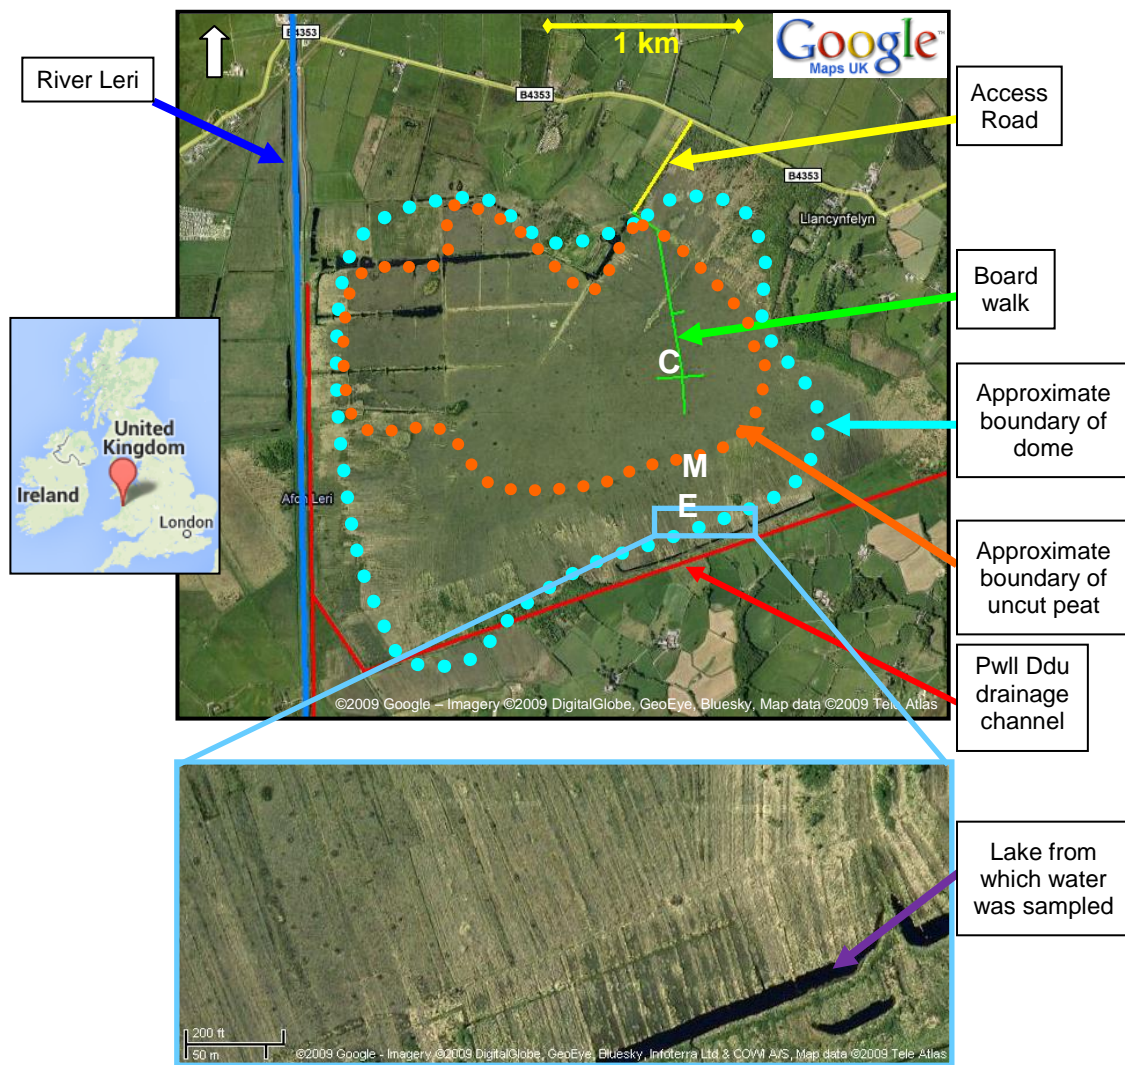 B4353
1 km
Google™
Maps UK
River Leri
Access
Road
B4353
B4353
Llancynfelyn
Board
walk
C
United
Kingdom
Ireland
London
Approximate
boundary of
dome
M
E
Afon Leri
Approximate
boundary of
uncut peat
Pwll Ddu
drainage
channel
©2009 Google – Imagery ©2009 DigitalGlobe, GeoEye, Bluesky, Map data ©2009 Tele Atlas
Lake from
which water
was sampled
200 ft
50 m
©2009 Google - Imagery ©2009 DigitalGlobe, GeoEye, Bluesky, Infoterra Ltd & COWI A/S, Map data ©2009 Tele Atlas